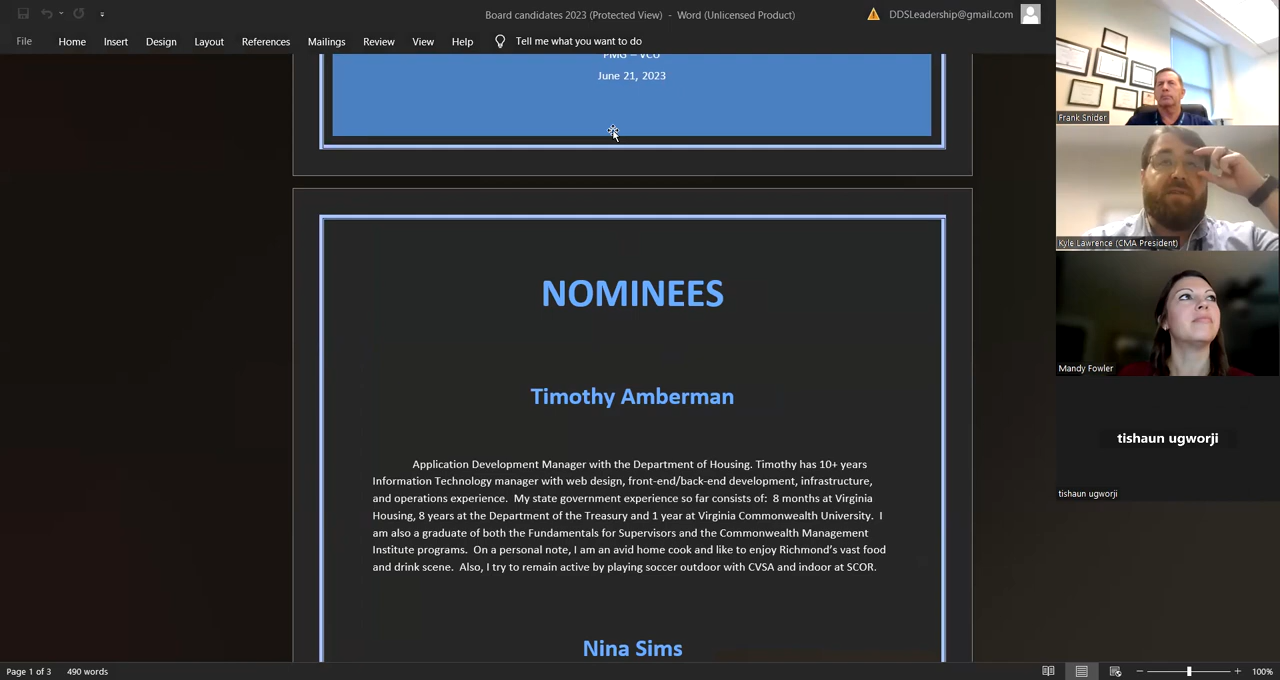 Board candidates 2023 (Protected View) - Word (Unlicensed Product)
DDSLeadership@gmail.com
File Home Insert Design Layout References Mailings Review View Help Tell me what you want to do
PMG – VCU
June 21, 2023
NOMINEES
Timothy Amberman
Application Development Manager with the Department of Housing. Timothy has 10+ years
Information Technology manager with web design, front-end/back-end development, infrastructure,
and operations experience. My state government experience so far consists of: 8 months at Virginia
Housing, 8 years at the Department of the Treasury and 1 year at Virginia Commonwealth University. I
am also a graduate of both the Fundamentals for Supervisors and the Commonwealth Management
Institute programs. On a personal note, I am an avid home cook and like to enjoy Richmond’s vast food
and drink scene. Also, I try to remain active by playing soccer outdoor with CVSA and indoor at SCOR.
Nina Sims
Page 1 of 3 490 words
100%
Frank Snider
Kyle Lawrence (CMA President)
Mandy Fowler
tishaun ugworji
tishaun ugworji